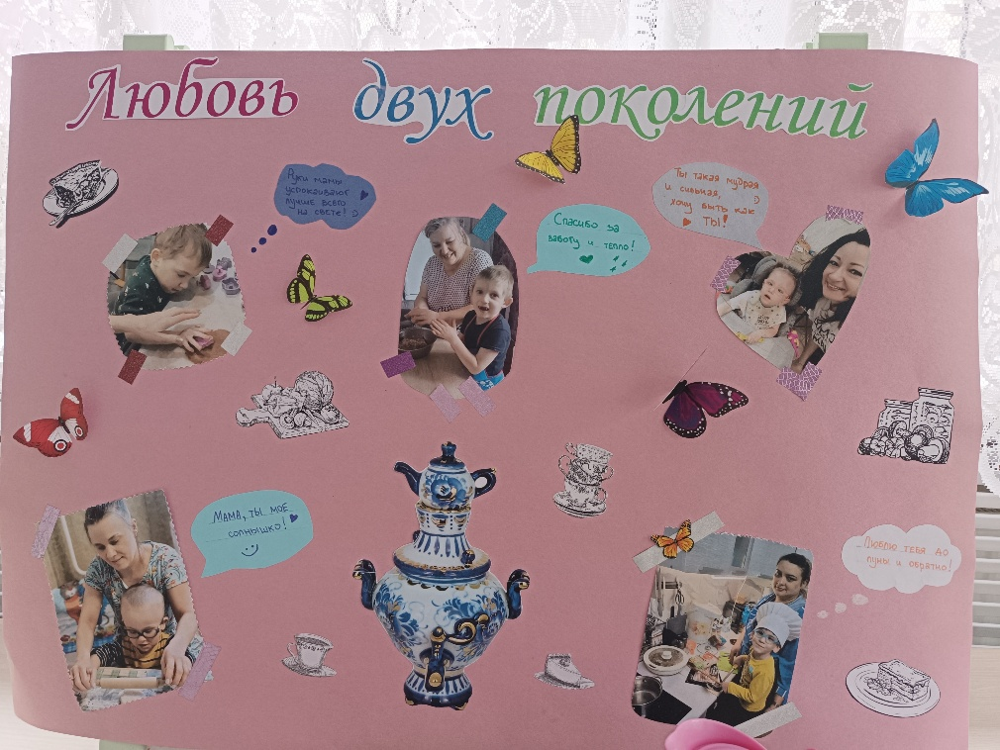 Любовь двух поколений
Руки мамы
успокаивают
лучше всего
на свете! :)
Спасибо за
заботу и тепло!
Ты такая мудрая
и сильная, :)
хочу быть как
ТЫ!
Мама, ты моё
солнышко!
Люблю тебя до
луны и обратно!